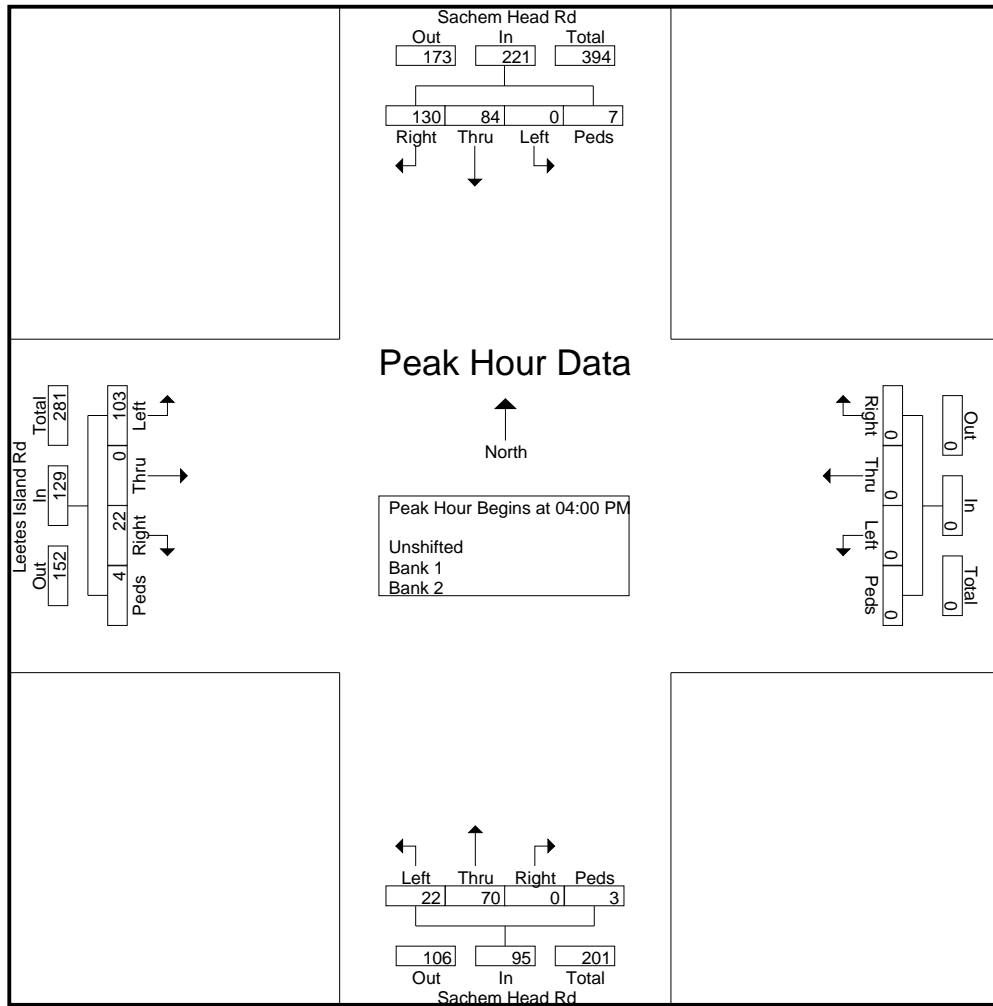 Sachem Head Rd
Out In Total
173 221 394
130 84 0 7
Right Thru Left Peds
Peak Hour Data
North
Peak Hour Begins at 04:00 PM
Unshifted
Bank 1
Bank 2
Leetes Island Rd
Out In Total
152 129 281
4 22 0 103
Peds Right Thru Left
Out In Total
0 0 0
Right Thru Left Peds
0 0 0 0
Left Thru Right Peds
22 70 0 3
106 95 201
Out In Total
Sachem Head Rd